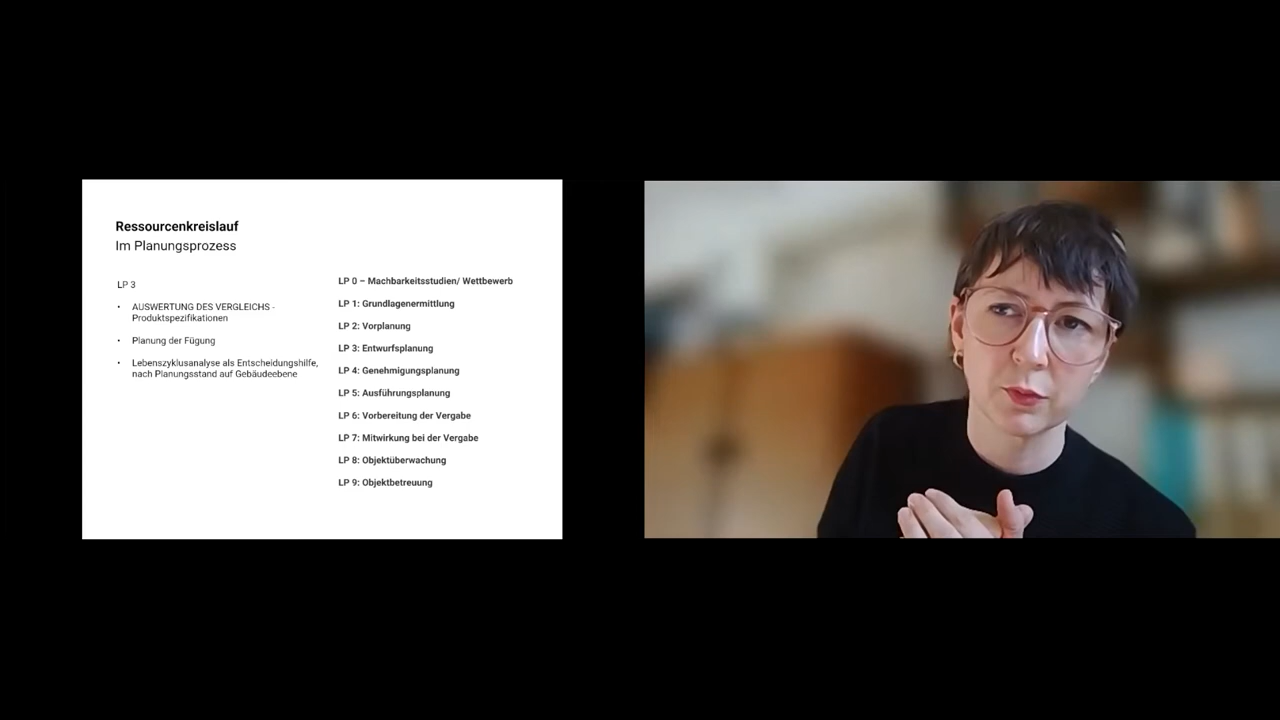 Ressourcenkreislauf
Im Planungsprozess
LP 3
• AUSWERTUNG DES VERGLEICHS -
Produktspezifikationen
• Planung der Fügung
• Lebenszyklusanalyse als Entscheidungshilfe,
nach Planungsstand auf Gebäudeebene
LP 0 – Machbarkeitsstudien/ Wettbewerb
LP 1: Grundlagenermittlung
LP 2: Vorplanung
LP 3: Entwurfsplanung
LP 4: Genehmigungsplanung
LP 5: Ausführungsplanung
LP 6: Vorbereitung der Vergabe
LP 7: Mitwirkung bei der Vergabe
LP 8: Objektüberwachung
LP 9: Objektbetreuung